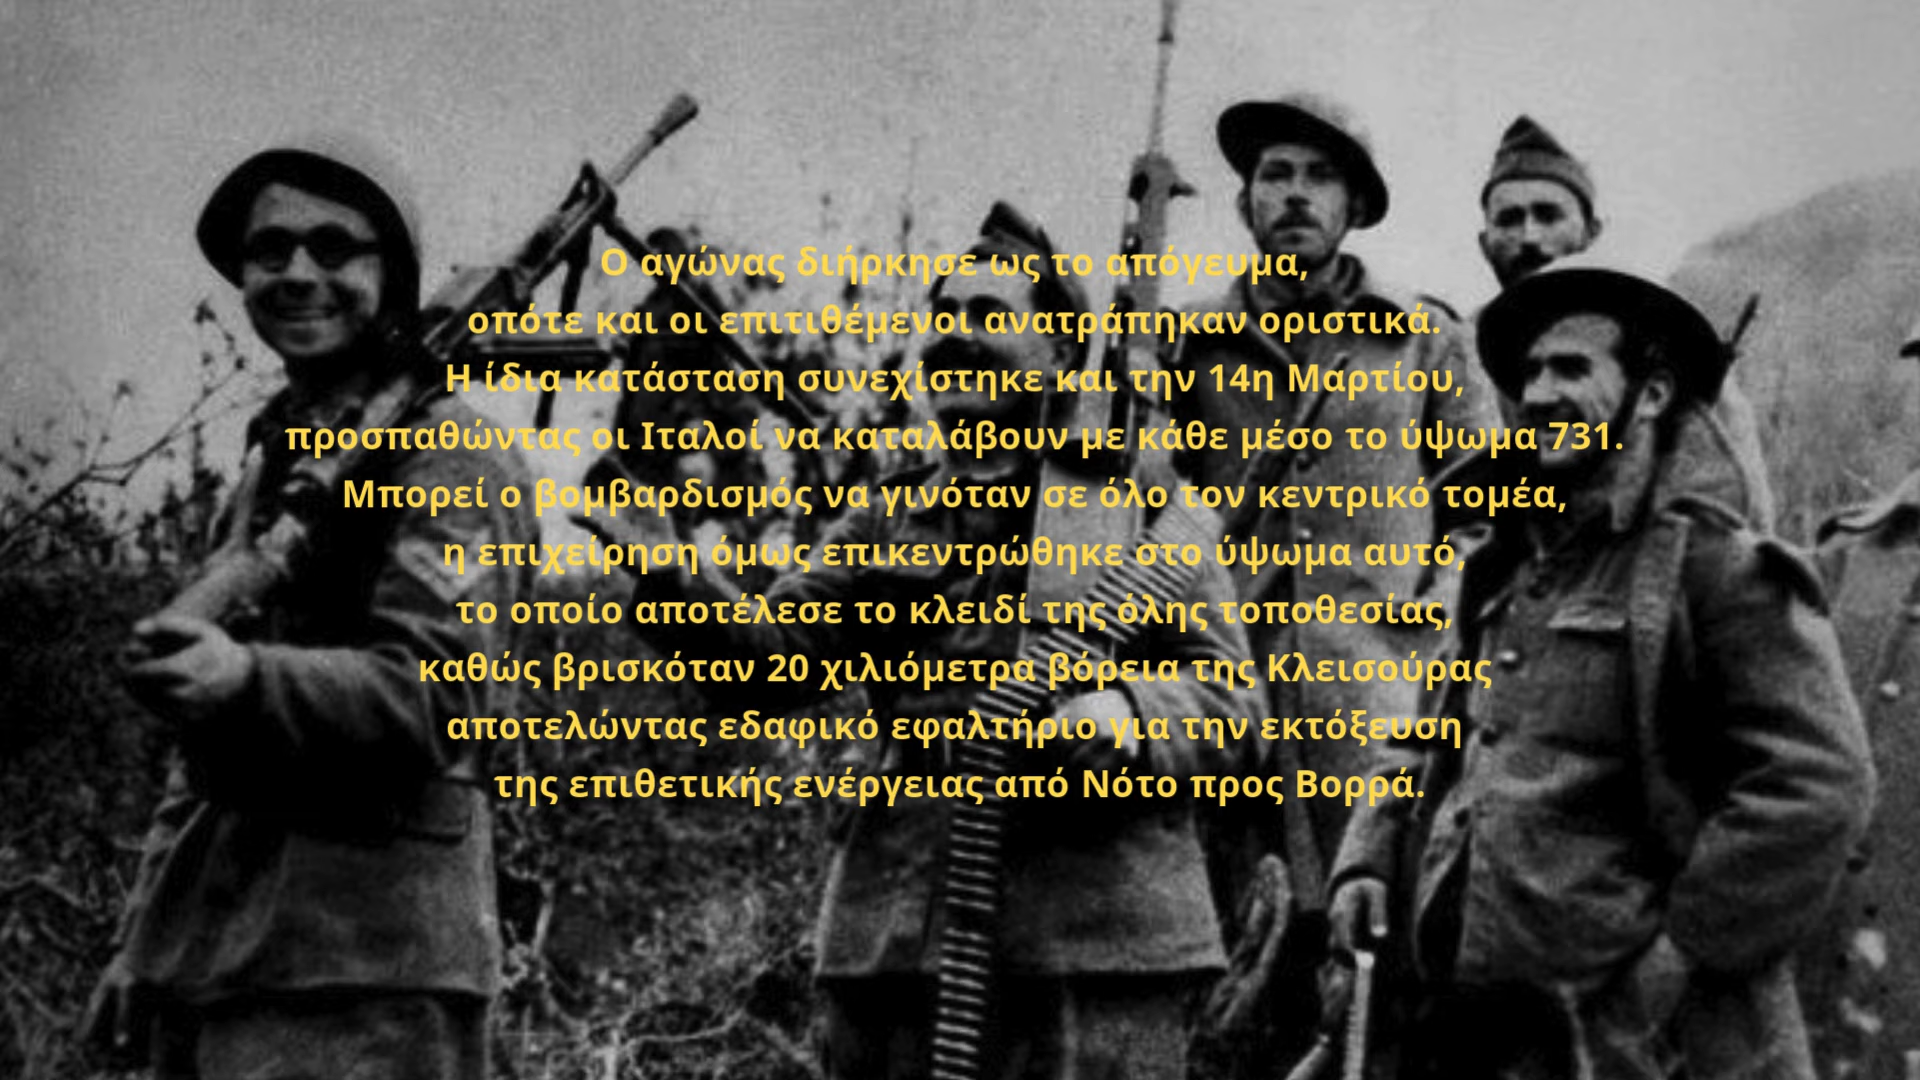 Ο αγώνας διήρκησε ως το απόγευμα,
οπότε και οι επιτιθέμενοι ανατράπηκαν οριστικά.
Η ίδια κατάσταση συνεχίστηκε και την 14η Μαρτίου,
προσπαθώντας οι Ιταλοί να καταλάβουν με κάθε μέσο το ύψωμα 731.
Μπορεί ο βομβαρδισμός να γινόταν σε όλο τον κεντρικό τομέα,
η επιχείρηση όμως επικεντρώθηκε στο ύψωμα αυτό,
το οποίο αποτέλεσε το κλειδί της όλης τοποθεσίας,
καθώς βρισκόταν 20 χιλιόμετρα βόρεια της Κλεισούρας
αποτελώντας εδαφικό εφαλτήριο για την εκτόξευση
της επιθετικής ενέργειας από Νότο προς Βορρά.